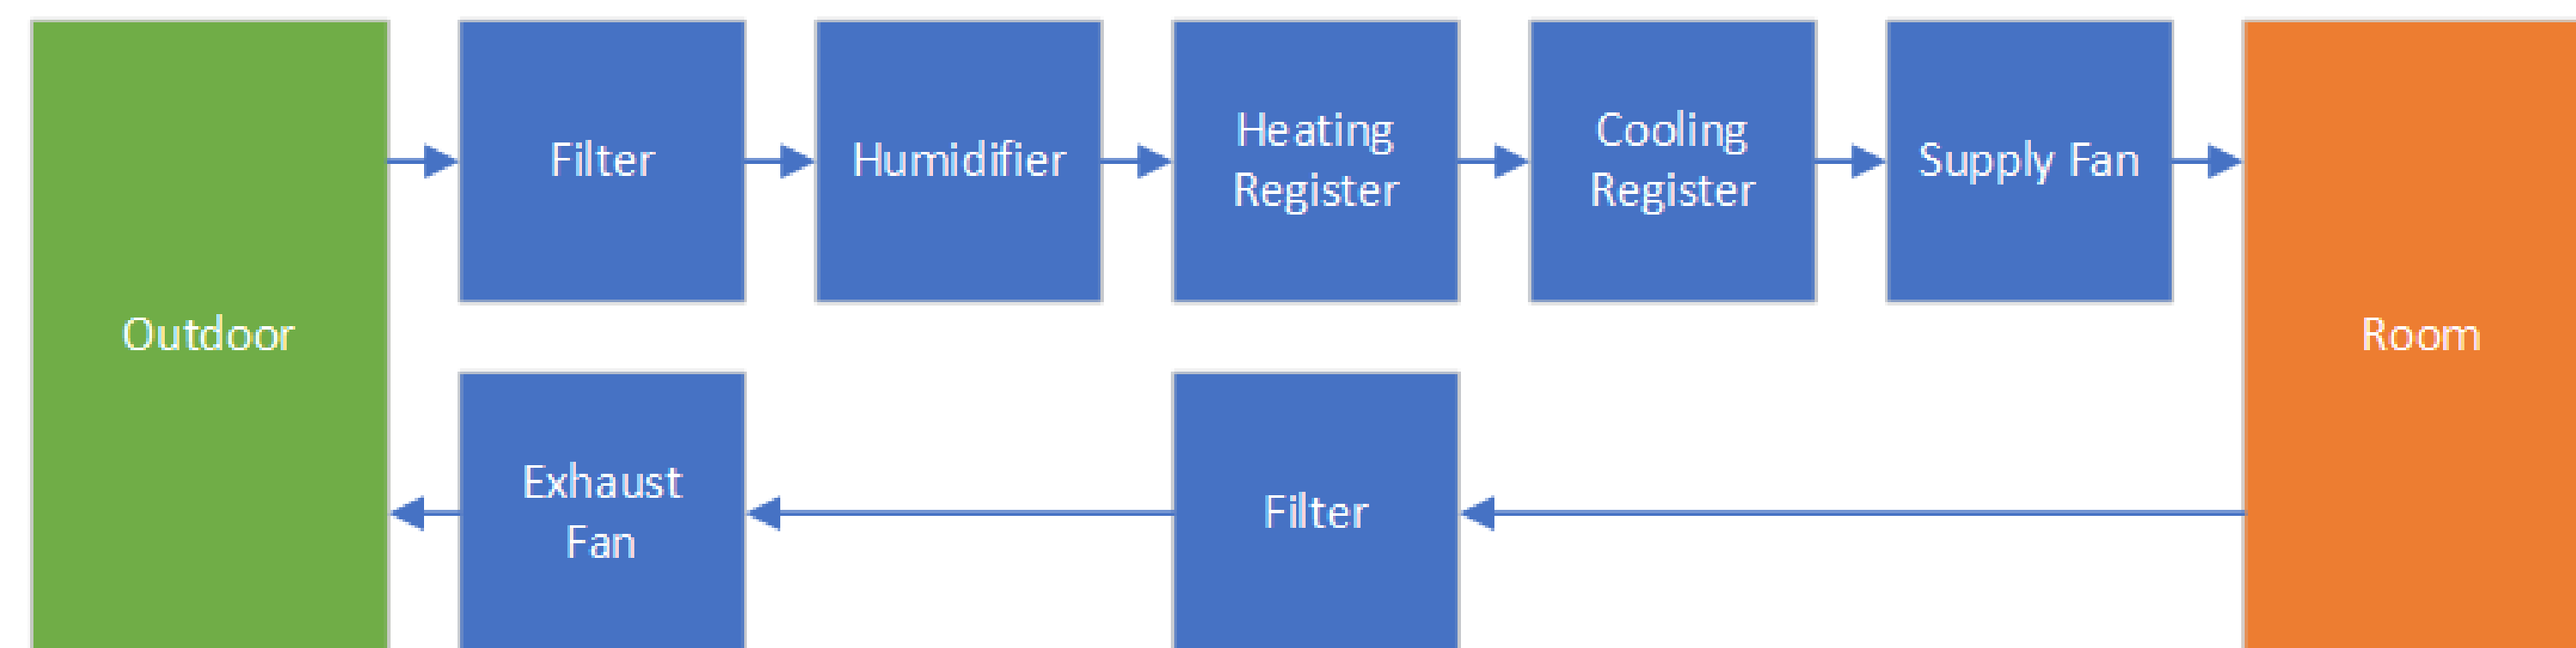 Outdoor
Filter
Humidifier
Heating
Register
Cooling
Register
Supply Fan
Room
Exhaust
Fan
Filter